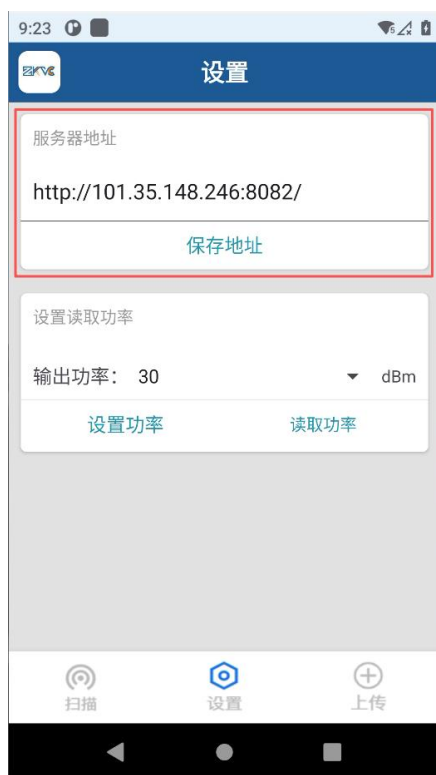 9:23
ZKVC
设置
服务器地址
http://101.35.148.246:8082/
保存地址
设置读取功率
输出功率: 30 dBm
设置功率 读取功率
扫描 设置 上传